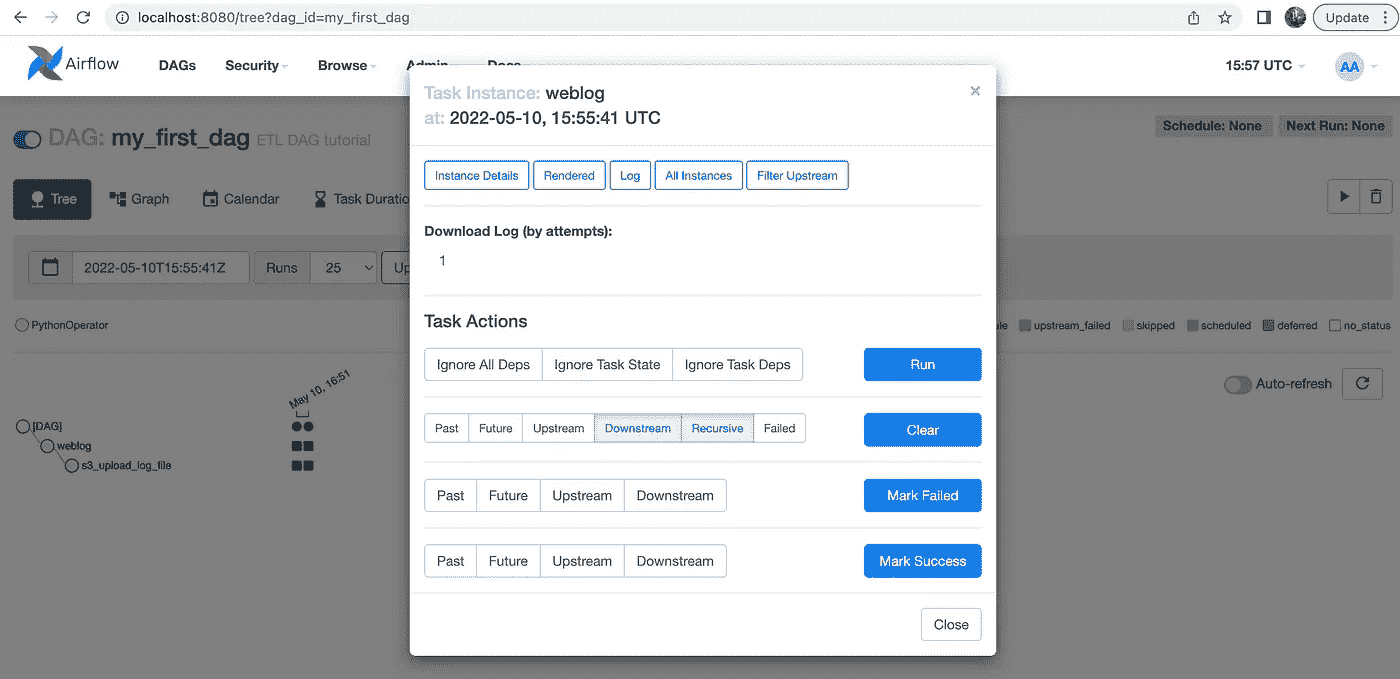 localhost:8080/tree?dag_id=my_first_dag
Update
Airflow
DAGs Security Browse Admin Docs
15:57 UTC AA
Task Instance: weblog
at: 2022-05-10, 15:55:41 UTC
×
DAG: my_first_dag ETL DAG tutorial
Schedule: None Next Run: None
Instance Details Rendered Log All Instances Filter Upstream
Tree Graph Calendar Task Duratio
Download Log (by attempts):
1
2022-05-10T15:55:41Z Runs 25 Up
Task Actions
PythonOperator
upstream_failed skipped scheduled deferred no_status
Ignore All Deps Ignore Task State Ignore Task Deps Run
Auto-refresh
May 10, 16:51
Past Future Upstream Downstream Recursive Failed Clear
[DAG]
weblog
s3_upload_log_file
Past Future Upstream Downstream Mark Failed
Past Future Upstream Downstream Mark Success
Close